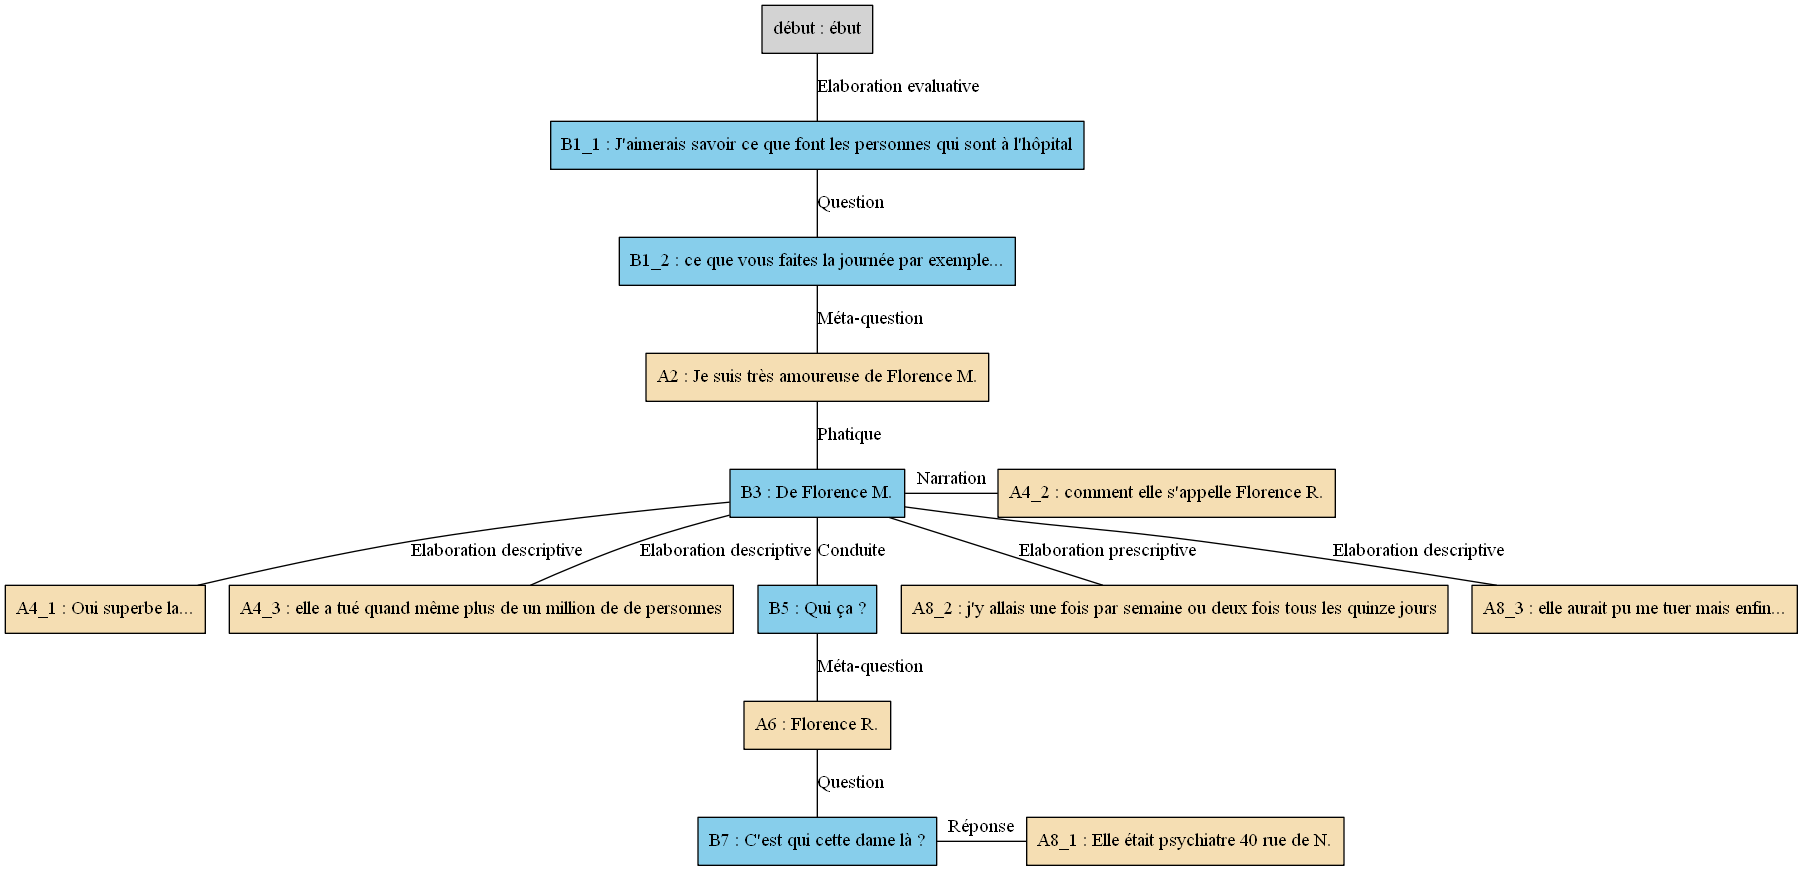 début : ébut
Elaboration evaluative
B1_1 : J'aimerais savoir ce que font les personnes qui sont à l'hôpital
Question
B1_2 : ce que vous faites la journée par exemple...
Méta-question
A2 : Je suis très amoureuse de Florence M.
Phatique
B3 : De Florence M.
Narration
A4_2 : comment elle s'appelle Florence R.
Elaboration descriptive
Elaboration descriptive
Conduite
Elaboration prescriptive
Elaboration descriptive
A4_1 : Oui superbe la...
A4_3 : elle a tué quand même plus de un million de de personnes
B5 : Qui ça ?
A8_2 : j'y allais une fois par semaine ou deux fois tous les quinze jours
A8_3 : elle aurait pu me tuer mais enfin...
Méta-question
A6 : Florence R.
Question
B7 : C'est qui cette dame là ?
Réponse
A8_1 : Elle était psychiatre 40 rue de N.